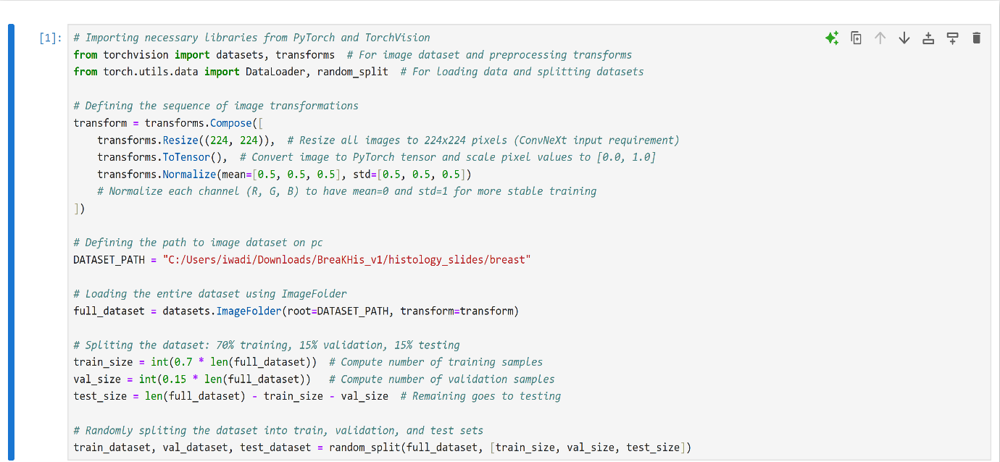 [1]:
# Importing necessary libraries from PyTorch and TorchVision
from torchvision import datasets, transforms  # For image dataset and preprocessing transforms
from torch.utils.data import DataLoader, random_split  # For loading data and splitting datasets

# Defining the sequence of image transformations
transform = transforms.Compose([
    transforms.Resize((224, 224)),  # Resize all images to 224x224 pixels (ConvNeXt input requirement)
    transforms.ToTensor(),  # Convert image to PyTorch tensor and scale pixel values to [0.0, 1.0]
    transforms.Normalize(mean=[0.5, 0.5, 0.5], std=[0.5, 0.5, 0.5])
    # Normalize each channel (R, G, B) to have mean=0 and std=1 for more stable training
])

# Defining the path to image dataset on pc
DATASET_PATH = "C:/Users/iwadi/Downloads/BreaKHis_v1/histology_slides/breast"

# Loading the entire dataset using ImageFolder
full_dataset = datasets.ImageFolder(root=DATASET_PATH, transform=transform)

# Spliting the dataset: 70% training, 15% validation, 15% testing
train_size = int(0.7 * len(full_dataset))  # Compute number of training samples
val_size = int(0.15 * len(full_dataset))   # Compute number of validation samples
test_size = len(full_dataset) - train_size - val_size  # Remaining goes to testing

# Randomly spliting the dataset into train, validation, and test sets
train_dataset, val_dataset, test_dataset = random_split(full_dataset, [train_size, val_size, test_size])